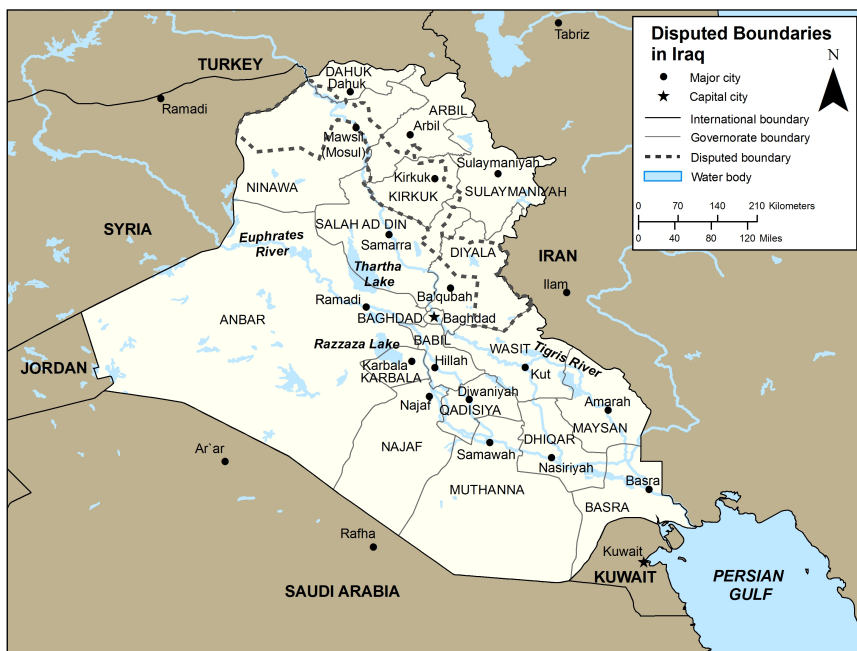 Disputed Boundaries
in Iraq
N
Major city
Capital city
International boundary
Governorate boundary
Disputed boundary
Water body
0 70 140 210 Kilometers
0 40 80 120 Miles
Tabriz
TURKEY
DAHUK
Dahuk
Ramadi
ARBIL
Arbil
Mawsil
(Mosul)
Sulaymaniyah
Kirkuk
KIRKUK
SULAYMANIYAH
NINAWA
SYRIA
SALAH AD DIN
Samarra
Euphrates
River
DIYALA
IRAN
Thartha
Lake
Ilam
Ba'qubah
Ramadi
ANBAR
BAGHDAD
Baghdad
Razzaza Lake
BABIL
WASIT
Tigris River
JORDAN
Karbala
KARBALA
Hillah
Kut
Najaf
Diwaniyah
QADISIYA
Amarah
MAYSAN
Ar`ar
NAJAF
Samawah
DHIQAR
Nasiriyah
Basra
MUTHANNA
BASRA
Rafha
Kuwait
KUWAIT
SAUDI ARABIA
PERSIAN
GULF